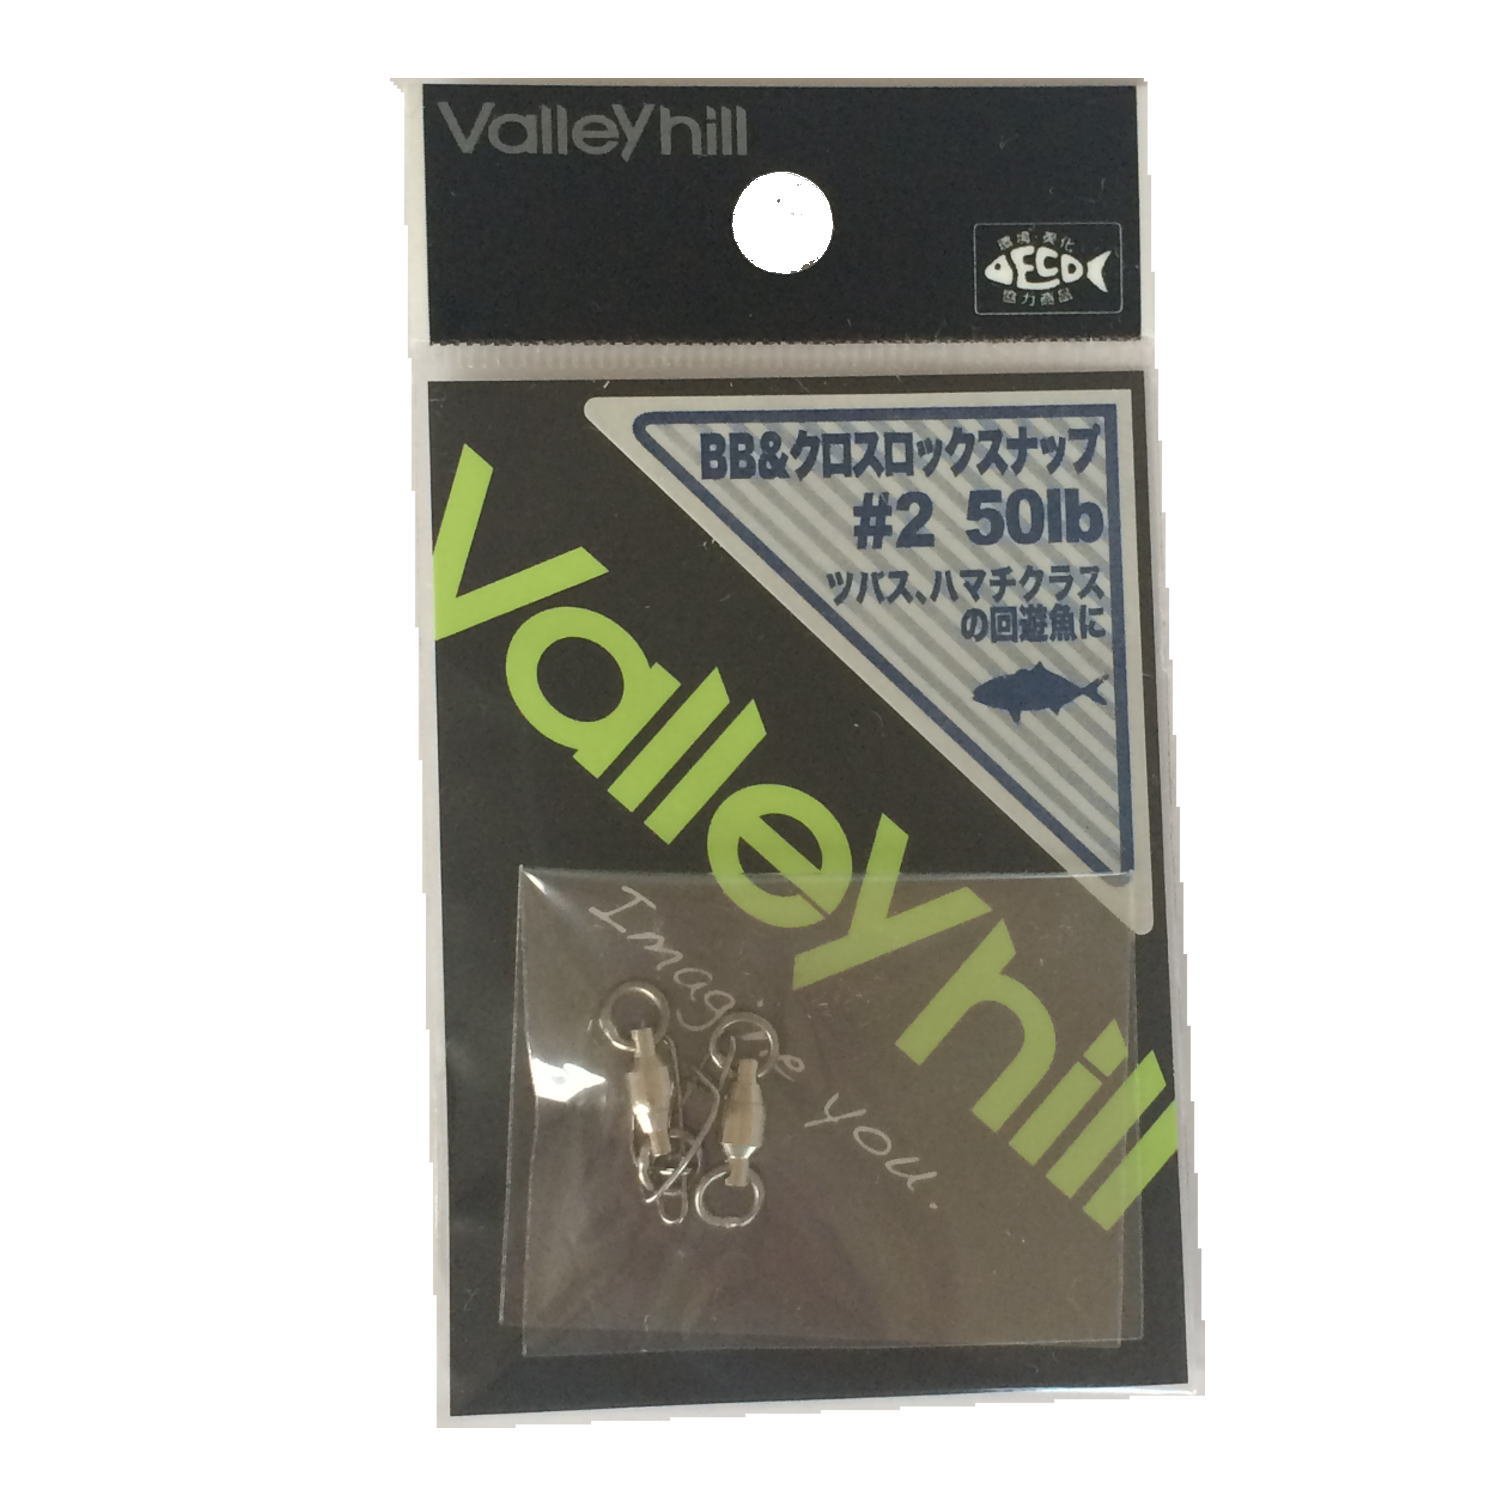 Valleyhill
環境・美化
DECO
協力商品
BB&クロスロックスナップ
#2 50lb
ツバス、ハマチクラス
の回遊魚に
Valleyhill
Imagine you.